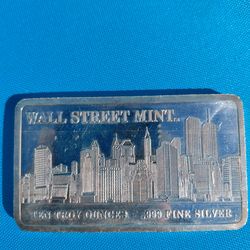 WALL STREET MINT
TEN TROY OUNCES .999 FINE SILVER